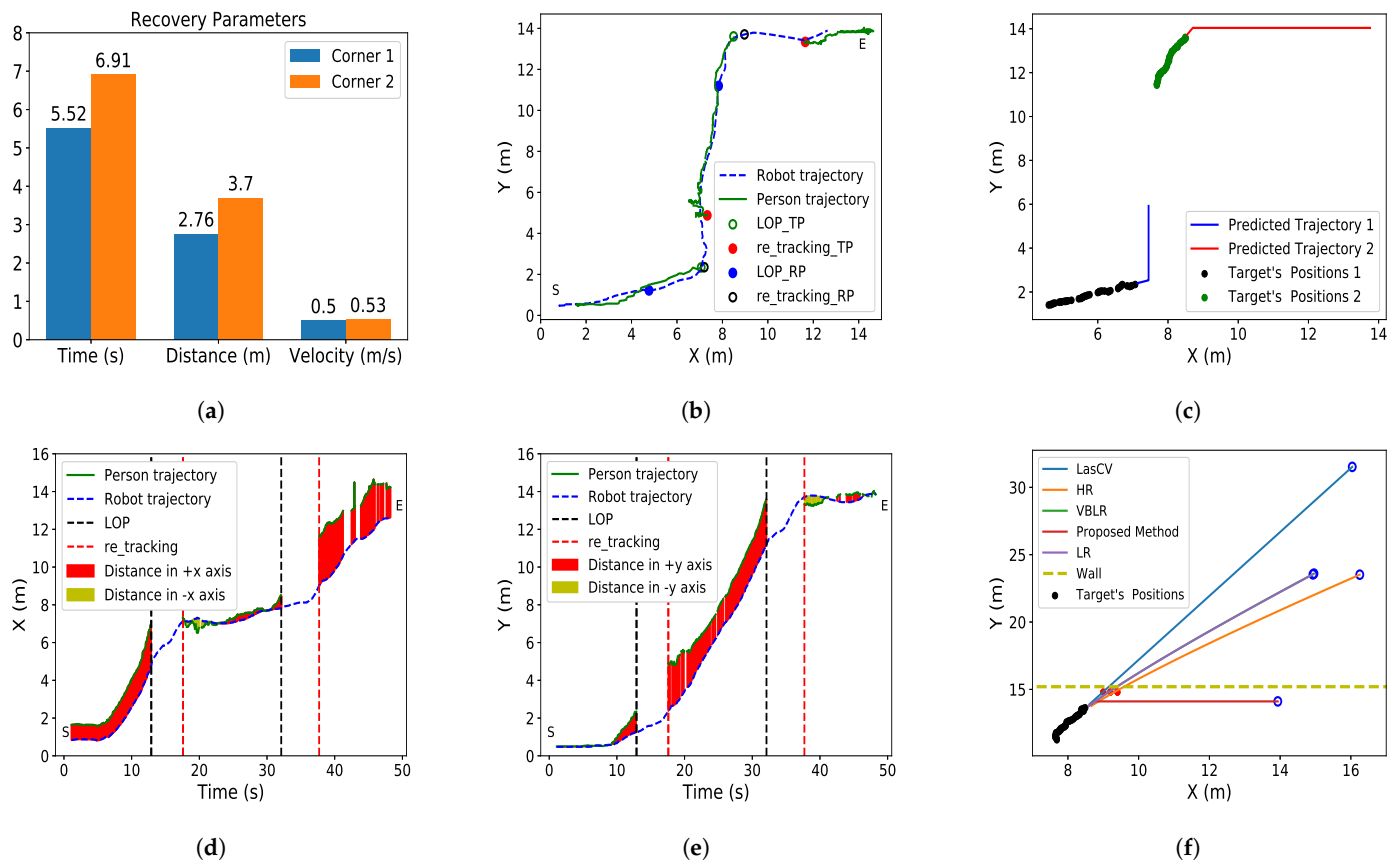 Recovery Parameters
8
7
6
5
4
3
2
1
0
5.52
6.91
2.76
3.7
0.5
0.53
Corner 1
Corner 2
Time (s)
Distance (m)
Velocity (m/s)
(a)
Y (m)
14
12
10
8
6
4
2
0
S
E
Robot trajectory
Person trajectory
LOP_TP
re_tracking_TP
LOP_RP
re_tracking_RP
0 2 4 6 8 10 12 14
X (m)
(b)
Y (m)
14
12
10
8
6
4
2
Predicted Trajectory 1
Predicted Trajectory 2
Target's Positions 1
Target's Positions 2
6 8 10 12 14
X (m)
(c)
X (m)
16
14
12
10
8
6
4
2
0
Person trajectory
Robot trajectory
LOP
re_tracking
Distance in +x axis
Distance in -x axis
S
E
0 10 20 30 40 50
Time (s)
(d)
Y (m)
16
14
12
10
8
6
4
2
0
Person trajectory
Robot trajectory
LOP
re_tracking
Distance in +y axis
Distance in -y axis
S
E
0 10 20 30 40 50
Time (s)
(e)
Y (m)
30
25
20
15
LasCV
HR
VBLR
Proposed Method
LR
Wall
Target's Positions
8 10 12 14 16
X (m)
(f)